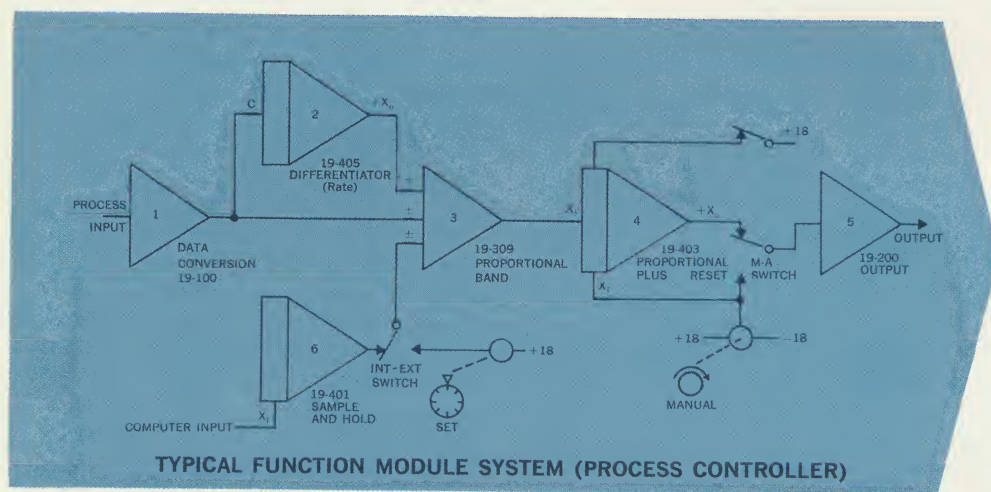 C
2
+X₀
+18
19-405
DIFFERENTIATOR
(Rate)
±
PROCESS
INPUT
1
±
3
X₁
4
+X₀
5
OUTPUT
±
DATA
CONVERSION
19-100
19-309
PROPORTIONAL
BAND
19-403
PROPORTIONAL
PLUS RESET
M-A
SWITCH
19-200
OUTPUT
Xᵢ
6
+18
+18
-18
INT-EXT
SWITCH
19-401
SAMPLE
AND HOLD
SET
MANUAL
Xᵢ
COMPUTER INPUT
TYPICAL FUNCTION MODULE SYSTEM (PROCESS CONTROLLER)